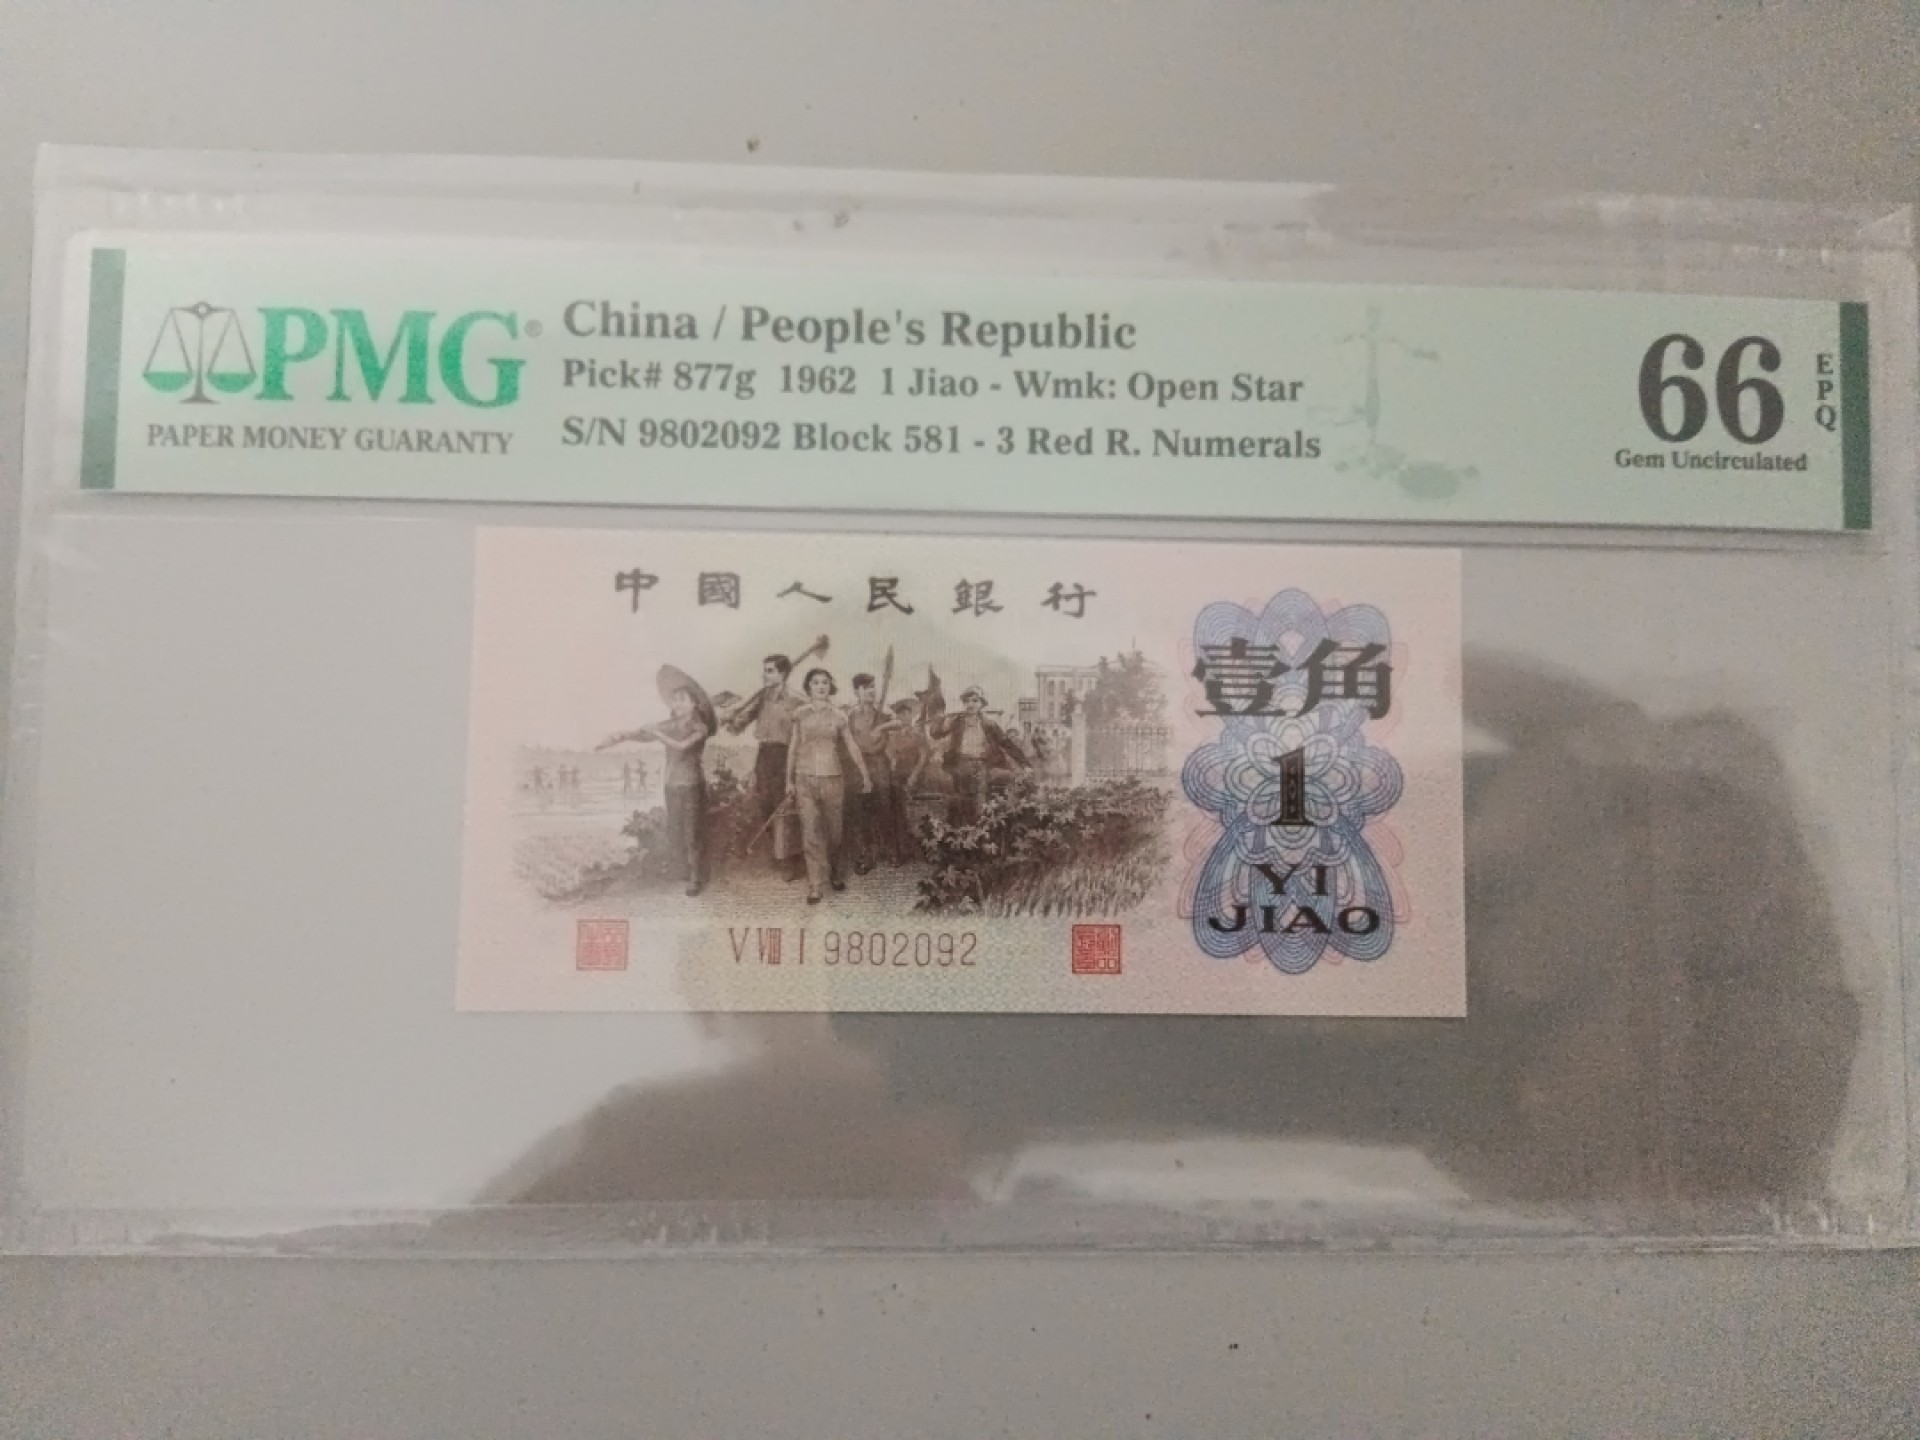 PMG®
PAPER MONEY GUARANTY
China / People's Republic
Pick# 877g 1962 1 Jiao - Wmk: Open Star
S/N 9802092 Block 581 - 3 Red R. Numerals
66
EPQ
Gem Uncirculated
中國人民銀行
壹角
1
YI
JIAO
V VIII I 9802092